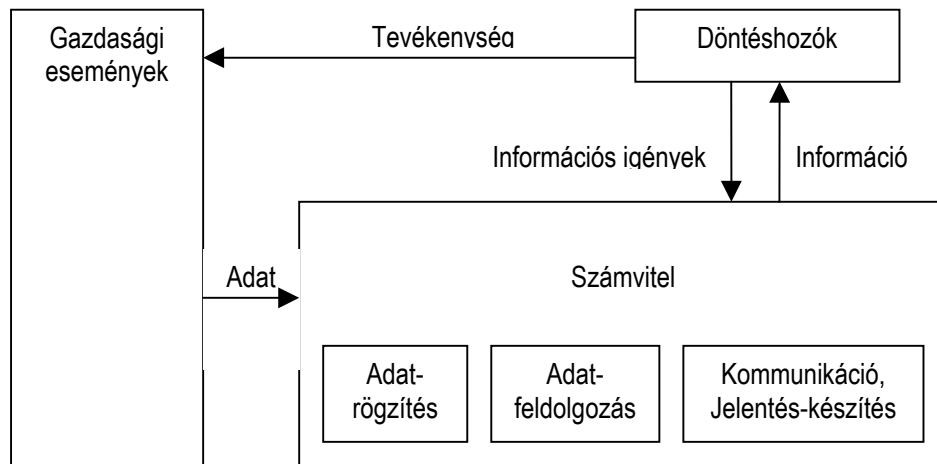 Gazdasági
események
Tevékenység
Döntéshozók
Információs igények
Információ
Adat
Számvitel
Adat-
rögzítés
Adat-
feldolgozás
Kommunikáció,
Jelentés-készítés